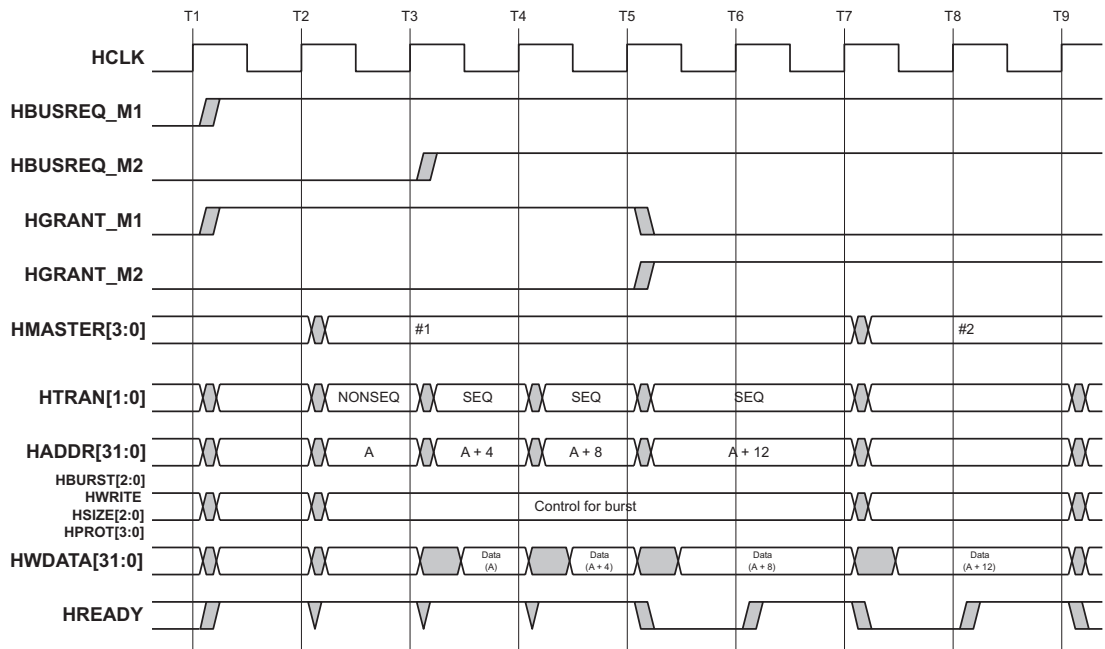 T1 T2 T3 T4 T5 T6 T7 T8 T9
HCLK
HBUSREQ_M1
HBUSREQ_M2
HGRANT_M1
HGRANT_M2
HMASTER[3:0] #1 #2
HTRAN[1:0] NONSEQ SEQ SEQ SEQ
HADDR[31:0] A A + 4 A + 8 A + 12
HBURST[2:0]
HWRITE
Control for burst
HSIZE[2:0]
HPROT[3:0]
HWDATA[31:0] Data (A) Data (A + 4) Data (A + 8) Data (A + 12)
HREADY